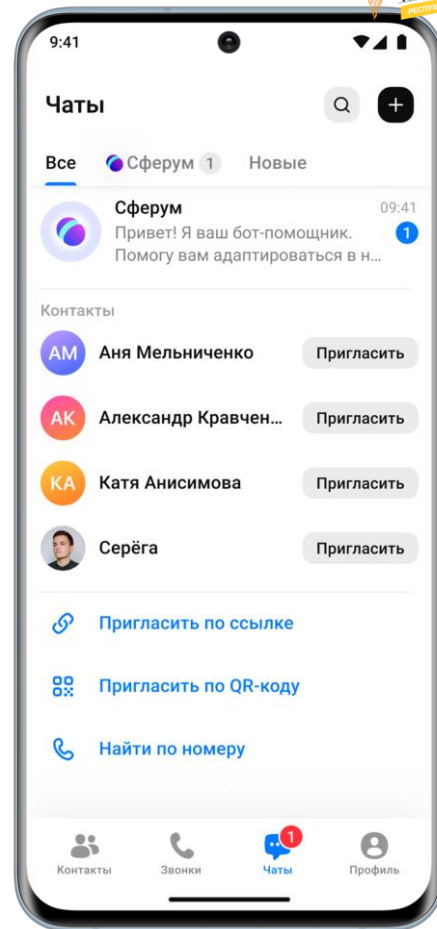 РЕСПУБ
9:41
Чаты
Все Сферум 1 Новые
Сферум 09:41
Привет! Я ваш бот-помощник. 1
Помогу вам адаптироваться в н...
Контакты
АМ Аня Мельниченко Пригласить
АК Александр Кравчен... Пригласить
КА Катя Анисимова Пригласить
Серёга Пригласить
Пригласить по ссылке
Пригласить по QR-коду
Найти по номеру
1
Контакты Звонки Чаты Профиль